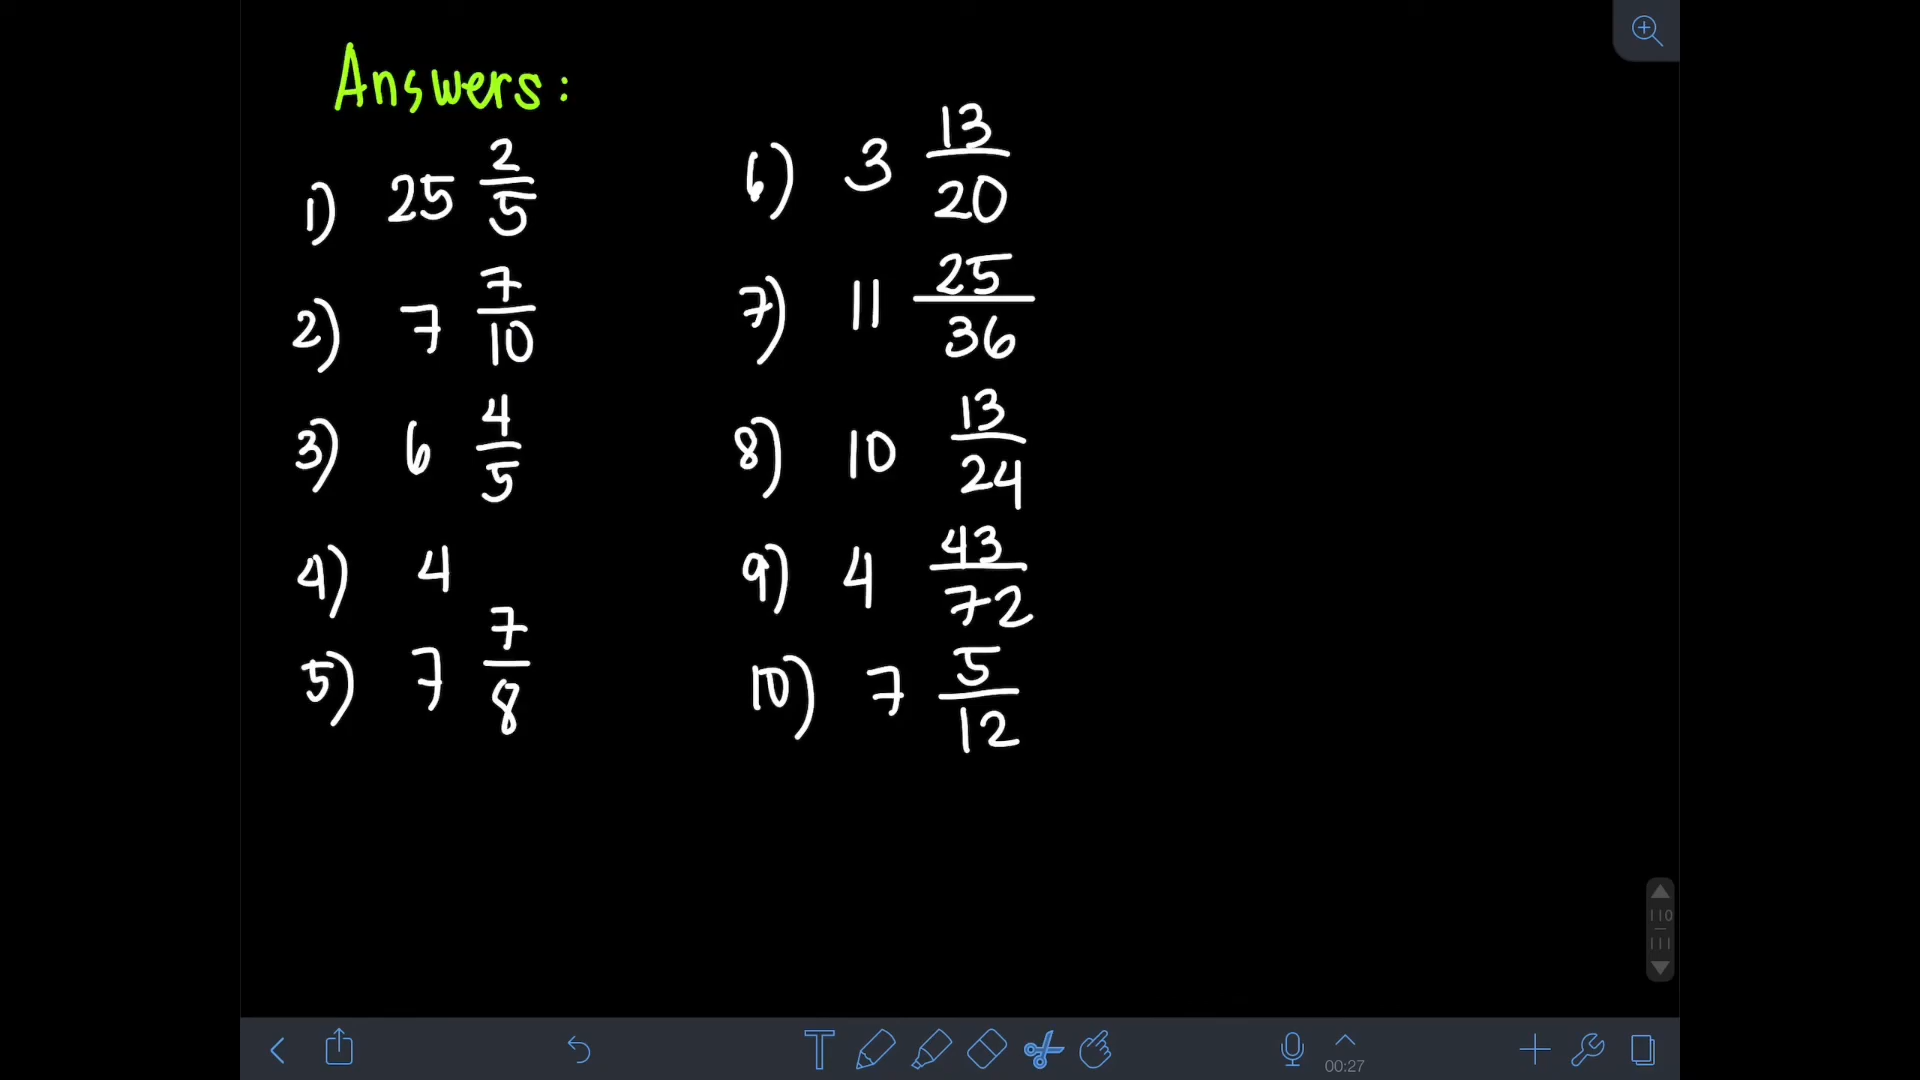 Answers:
1) 25 2/5
2) 7 7/10
3) 6 4/5
4) 4
5) 7 7/8
6) 3 13/20
7) 11 25/36
8) 10 13/24
9) 4 43/72
10) 7 5/12
110
111
T
00:27